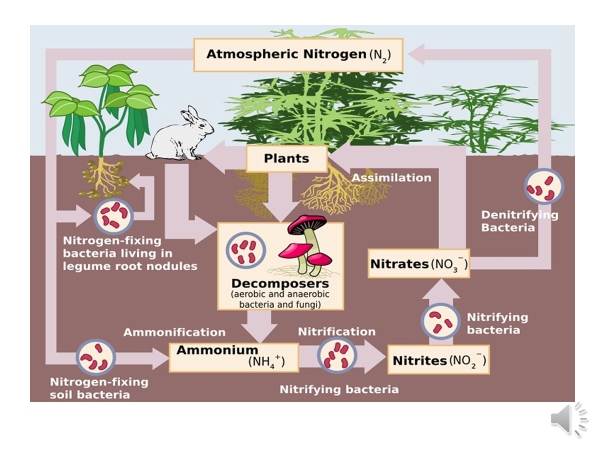 Atmospheric Nitrogen (N₂)
Plants
Assimilation
Denitrifying
Bacteria
Nitrogen-fixing
bacteria living in
legume root nodules
Decomposers
(aerobic and anaerobic
bacteria and fungi)
Nitrates (NO₃⁻)
Ammonification
Nitrification
Nitrifying
bacteria
Ammonium
(NH₄⁺)
Nitrites (NO₂⁻)
Nitrogen-fixing
soil bacteria
Nitrifying bacteria